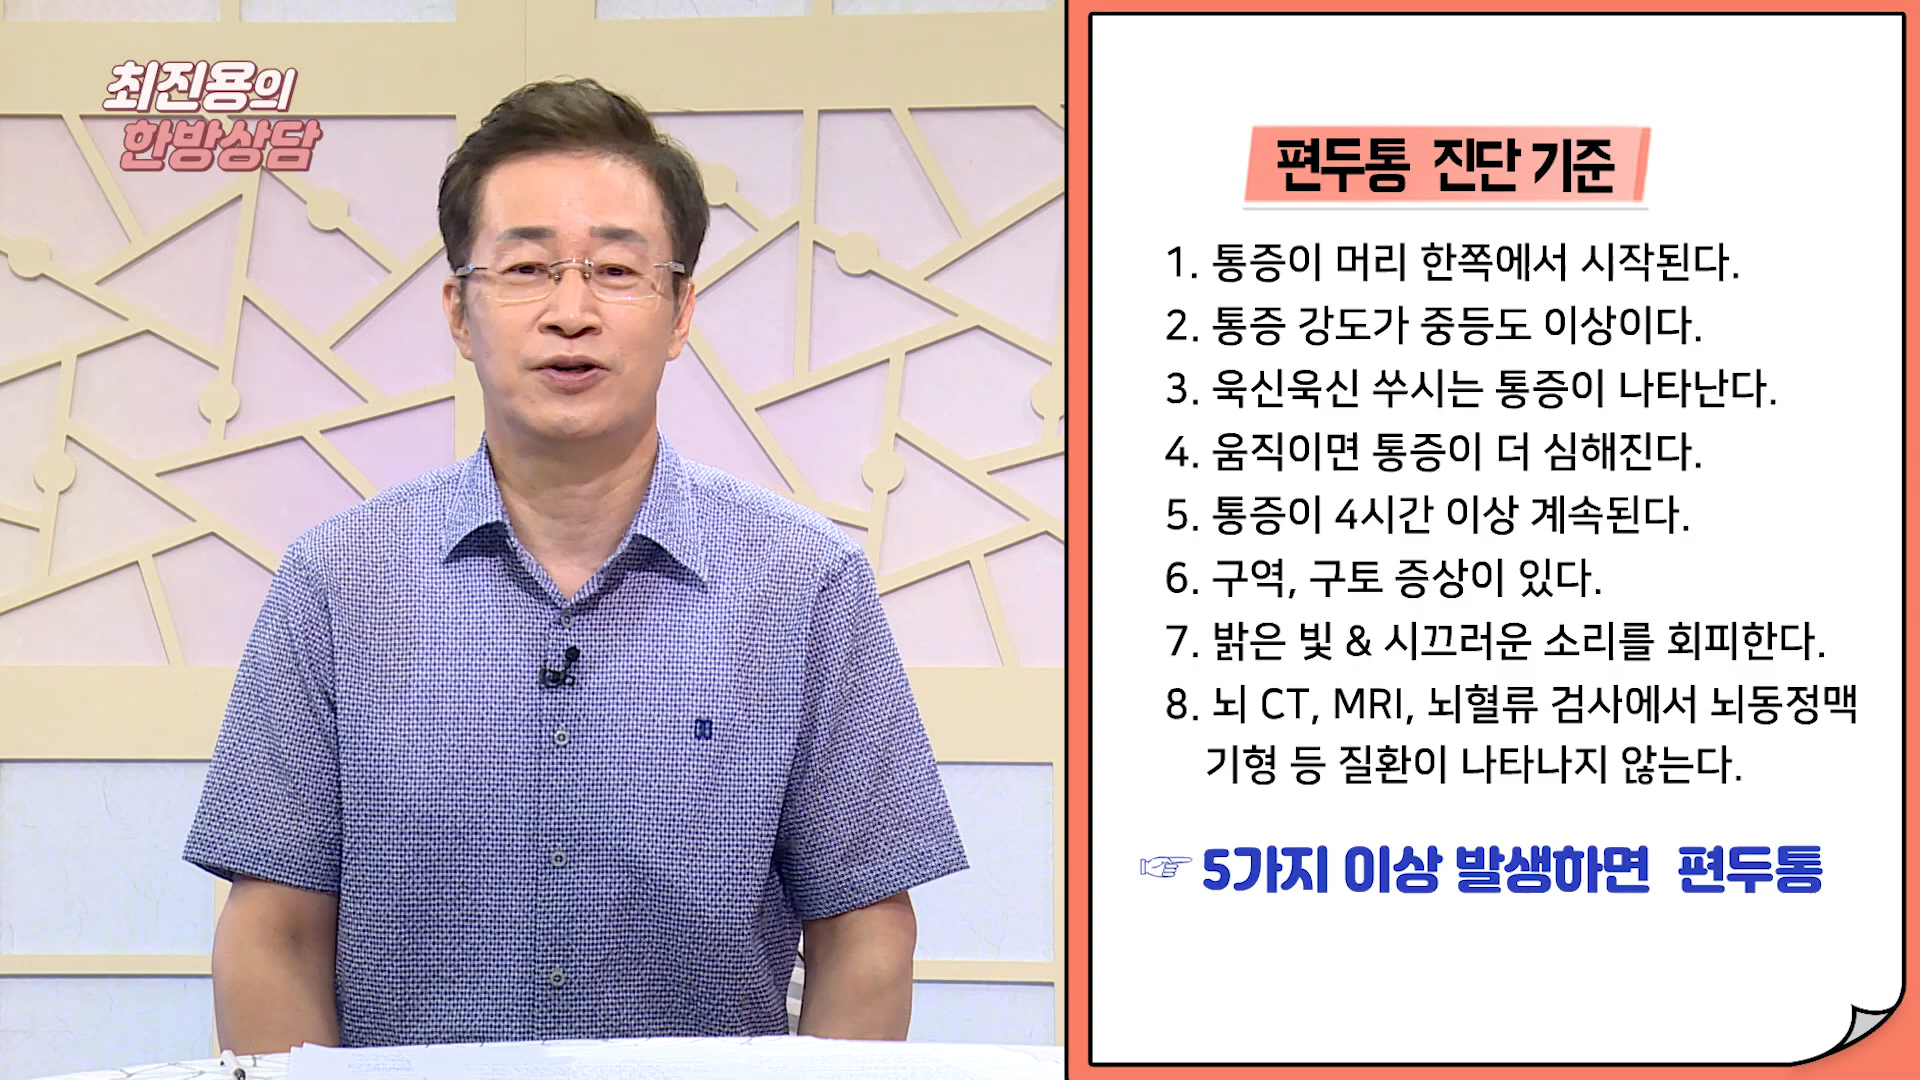 최진용의
한방상담
편두통 진단 기준
1. 통증이 머리 한쪽에서 시작된다.
2. 통증 강도가 중등도 이상이다.
3. 욱신욱신 쑤시는 통증이 나타난다.
4. 움직이면 통증이 더 심해진다.
5. 통증이 4시간 이상 계속된다.
6. 구역, 구토 증상이 있다.
7. 밝은 빛 & 시끄러운 소리를 회피한다.
8. 뇌 CT, MRI, 뇌혈류 검사에서 뇌동정맥
기형 등 질환이 나타나지 않는다.
☞ 5가지 이상 발생하면 편두통